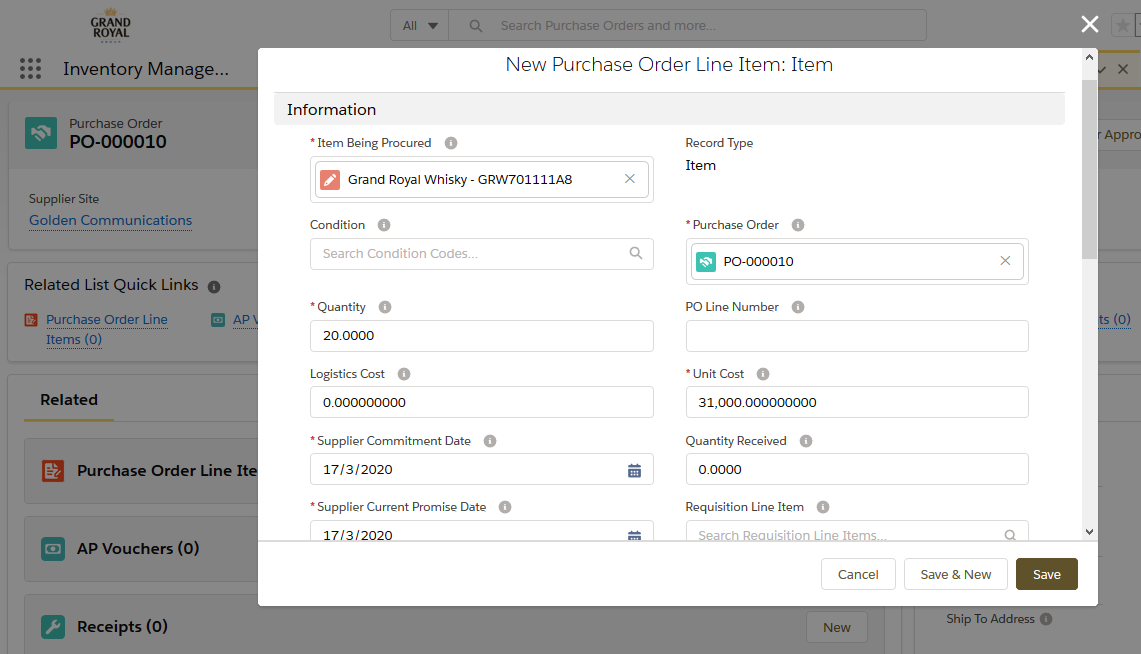 GRAND
ROYAL
All
Search Purchase Orders and more...
Inventory Manage...
New Purchase Order Line Item: Item
Purchase Order
PO-000010
Supplier Site
Golden Communications
Related List Quick Links
Purchase Order Line
Items (0)
AP
(0)
Related
Purchase Order Line
AP Vouchers (0)
Receipts (0)
New
Ship To Address
Information
*Item Being Procured
Grand Royal Whisky - GRW701111A8
Record Type
Item
Condition
Search Condition Codes...
*Purchase Order
PO-000010
*Quantity
20.0000
PO Line Number
Logistics Cost
0.000000000
*Unit Cost
31,000.000000000
*Supplier Commitment Date
17/3/2020
Quantity Received
0.0000
*Supplier Current Promise Date
17/3/2020
Requisition Line Item
Search Requisition Line Items...
Cancel
Save & New
Save